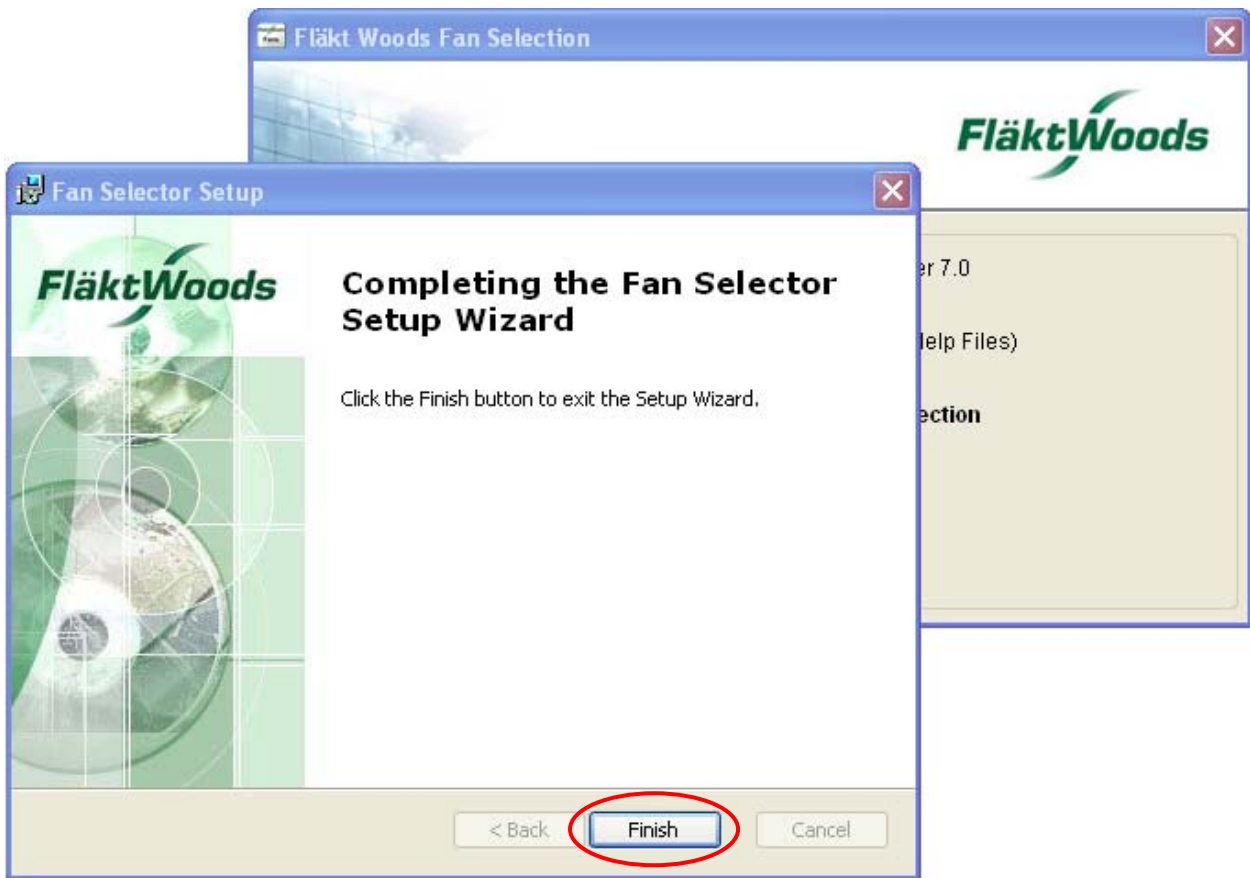 Fläkt Woods Fan Selection
FläktWoods
Fan Selector Setup
FläktWoods
Completing the Fan Selector
Setup Wizard
Click the Finish button to exit the Setup Wizard.
er 7.0
Help Files)
ection
< Back
Finish
Cancel